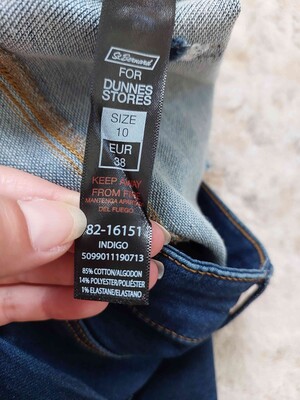 St. Bernard
FOR
DUNNES
STORES
SIZE
10
EUR
38
KEEP AWAY
FROM FIRE
MANTENGA APARTA
DEL FUEGO
82-16151
INDIGO
5099011190713
85% COTTON/ALGODON
14% POLYESTER/POLIÉSTER
1% ELASTANE/ELASTANO